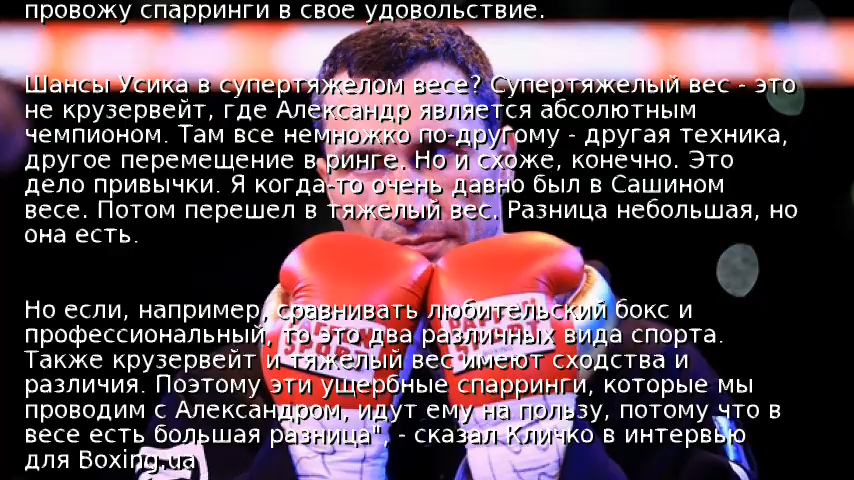 провожу спарринги в свое удовольствие.
Шансы Усика в супертяжелом весе? Супертяжелый вес - это
не крузервейт, где Александр является абсолютным
чемпионом. Там все немножко по-другому - другая техника,
другое перемещение в ринге. Но и схоже, конечно. Это
дело привычки. Я когда-то очень давно был в Сашином
весе. Потом перешел в тяжелый вес. Разница небольшая, но
она есть.
Но если, например, сравнивать любительский бокс и
профессиональный, то это два различных вида спорта.
Также крузервейт и тяжелый вес имеют сходства и
различия. Поэтому эти ущербные спарринги, которые мы
проводим с Александром, идут ему на пользу, потому что в
весе есть большая разница", - сказал Кличко в интервью
для Boxing.ua